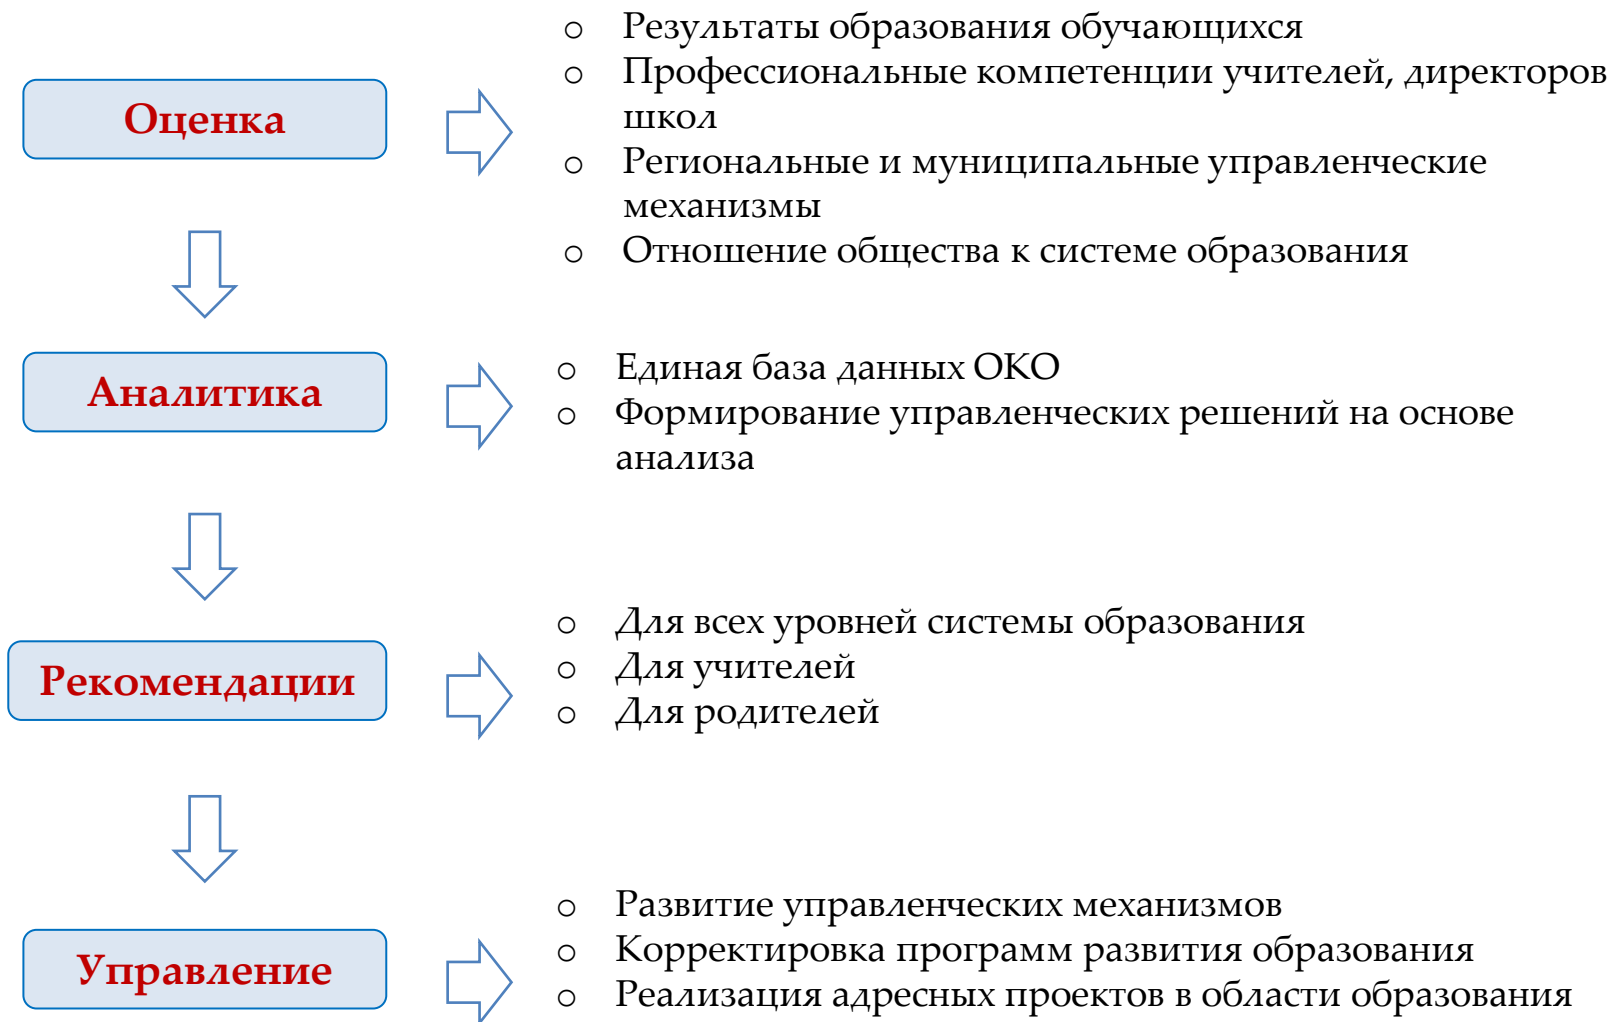 Оценка
o Результаты образования обучающихся
o Профессиональные компетенции учителей, директоров
школ
o Региональные и муниципальные управленческие
механизмы
o Отношение общества к системе образования
Аналитика
o Единая база данных ОКО
o Формирование управленческих решений на основе
анализа
Рекомендации
o Для всех уровней системы образования
o Для учителей
o Для родителей
Управление
o Развитие управленческих механизмов
o Корректировка программ развития образования
o Реализация адресных проектов в области образования